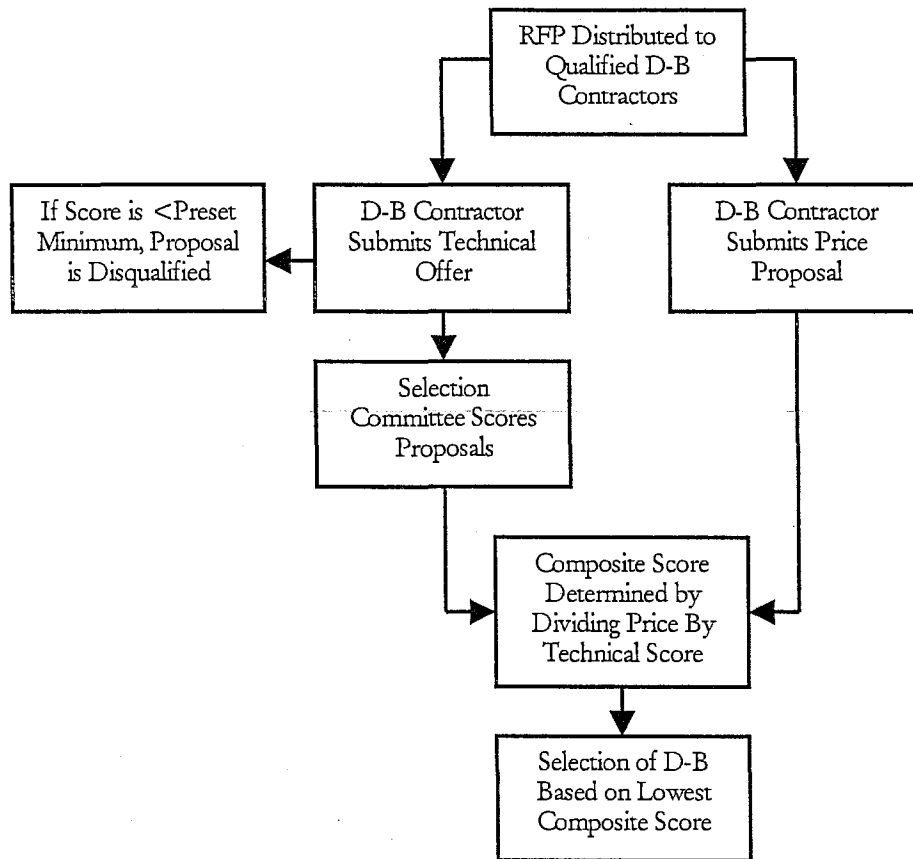 RFP Distributed to
Qualified D-B
Contractors
If Score is <Preset
Minimum, Proposal
is Disqualified
D-B Contractor
Submits Technical
Offer
D-B Contractor
Submits Price
Proposal
Selection
Committee Scores
Proposals
Composite Score
Determined by
Dividing Price By
Technical Score
Selection of D-B
Based on Lowest
Composite Score